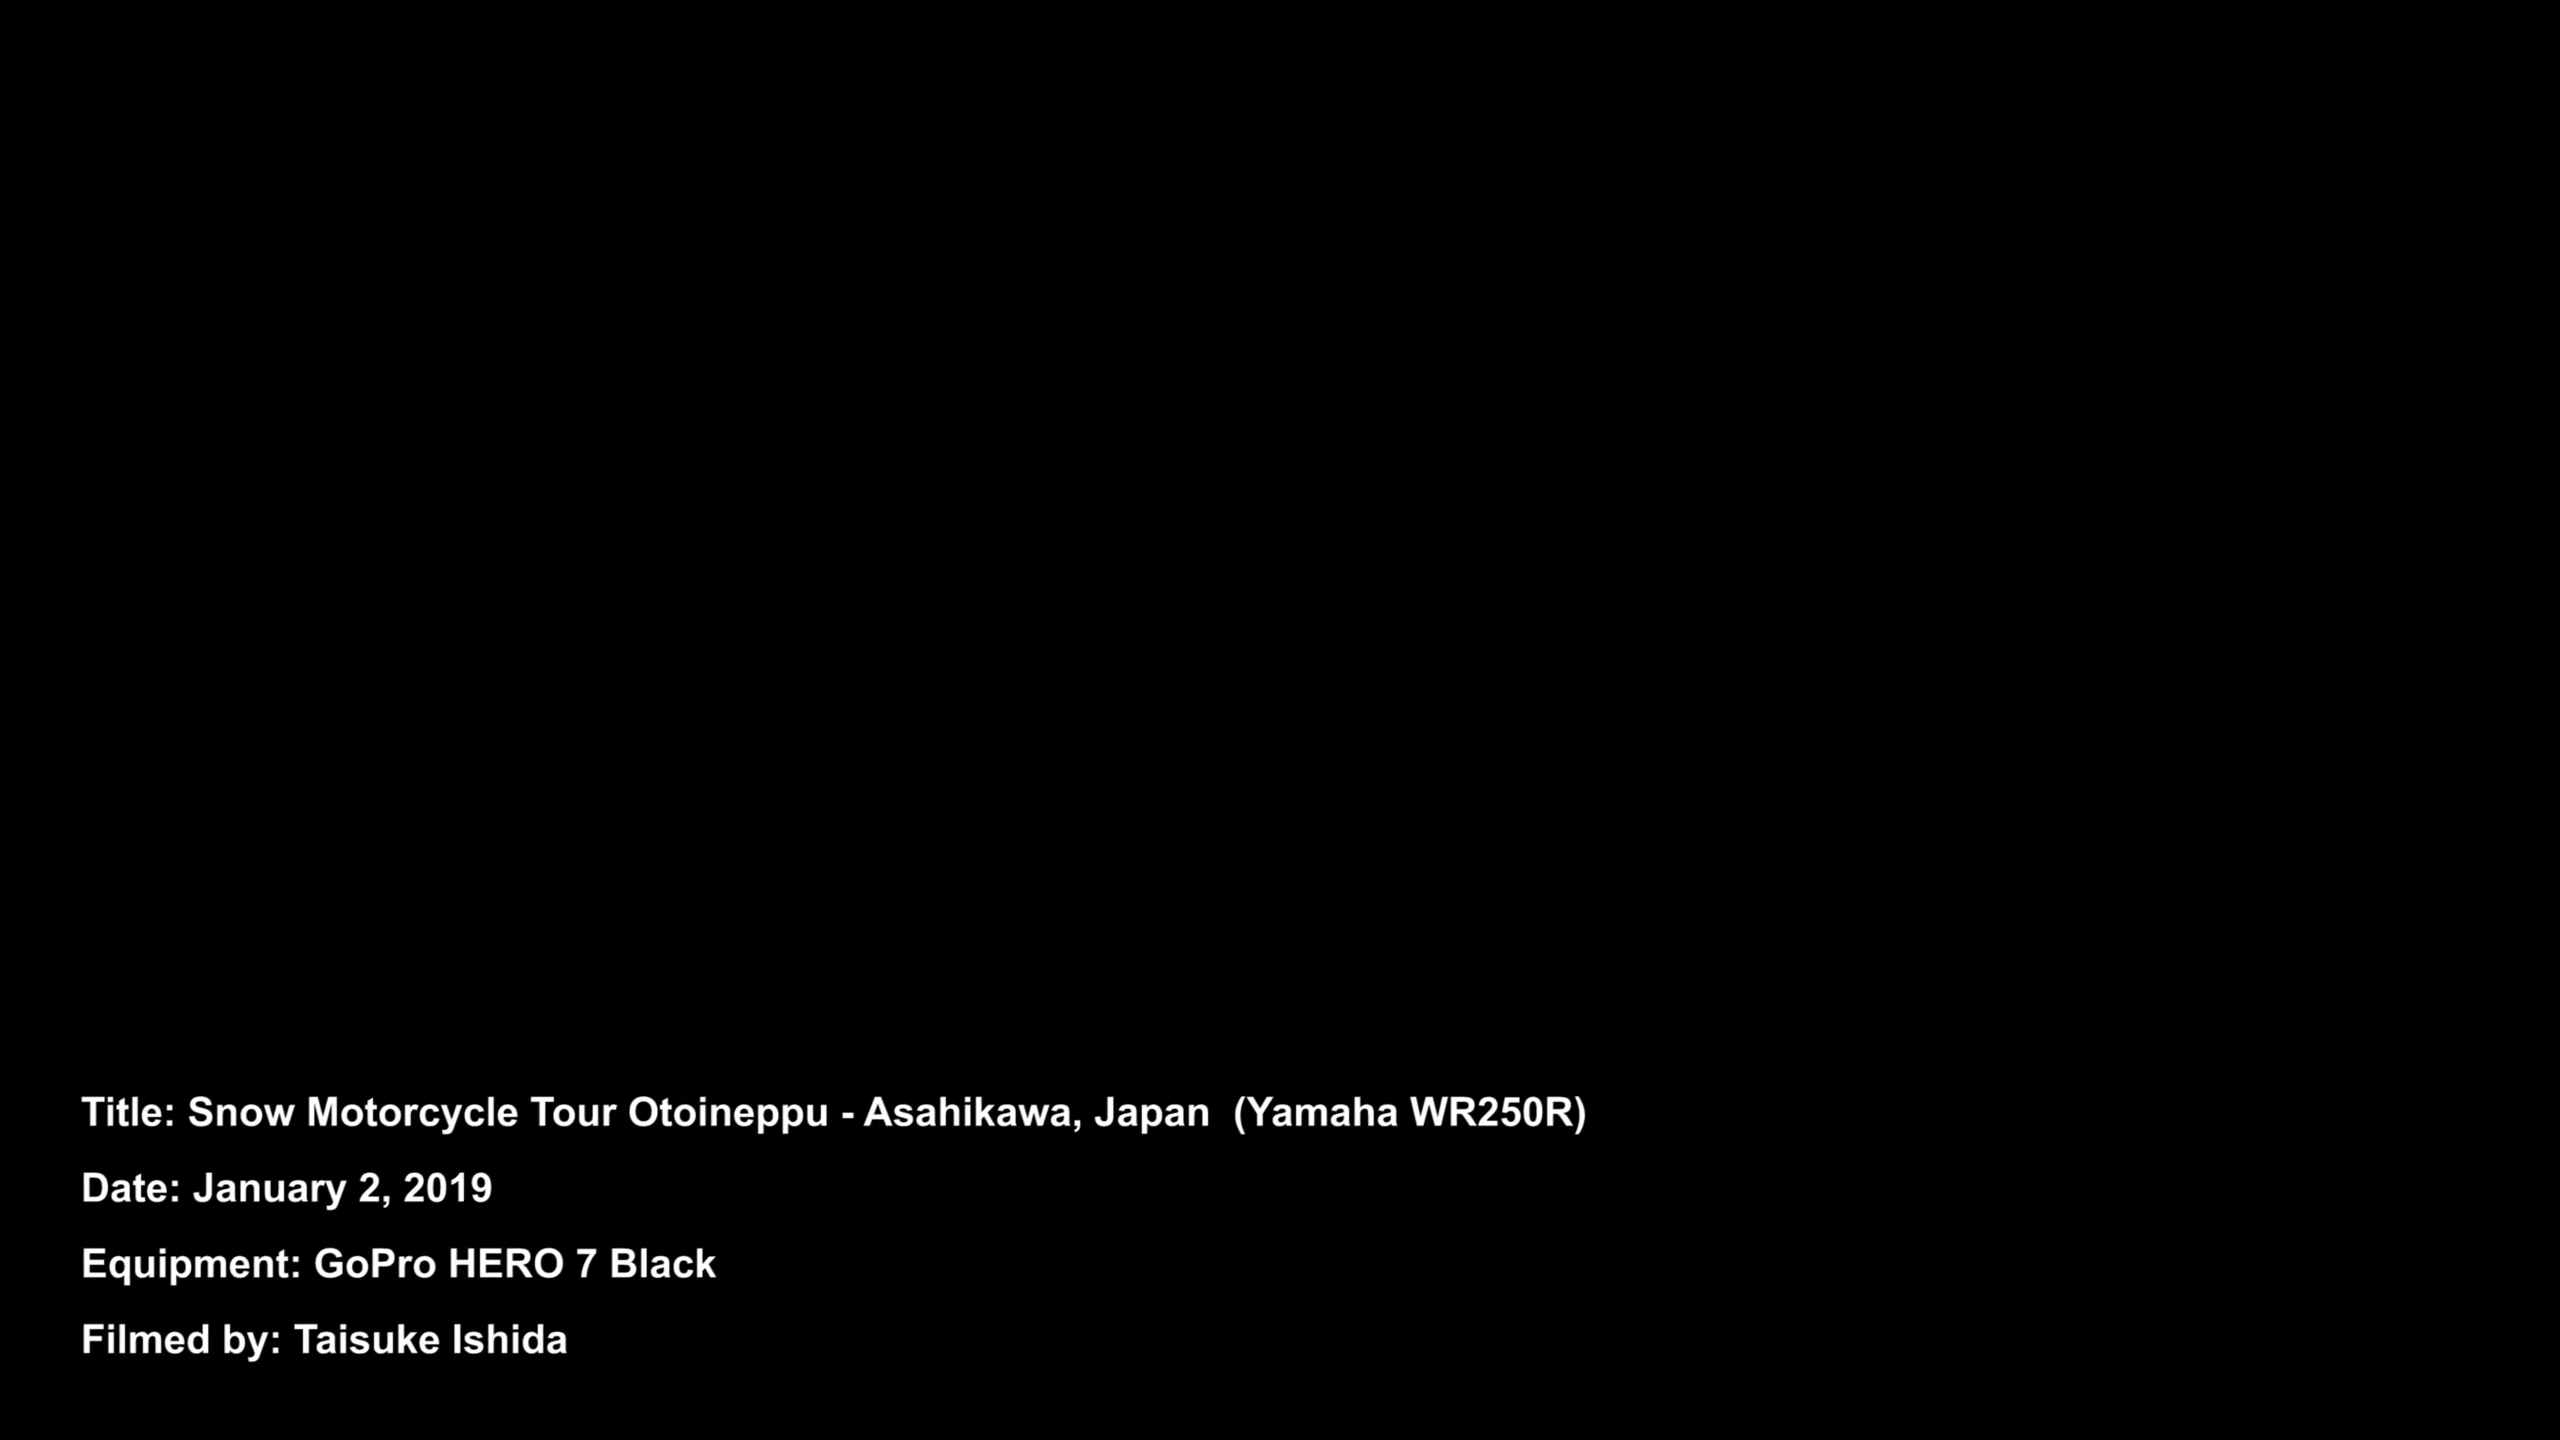 Title: Snow Motorcycle Tour Otoineppu - Asahikawa, Japan  (Yamaha WR250R)
Date: January 2, 2019
Equipment: GoPro HERO 7 Black
Filmed by: Taisuke Ishida